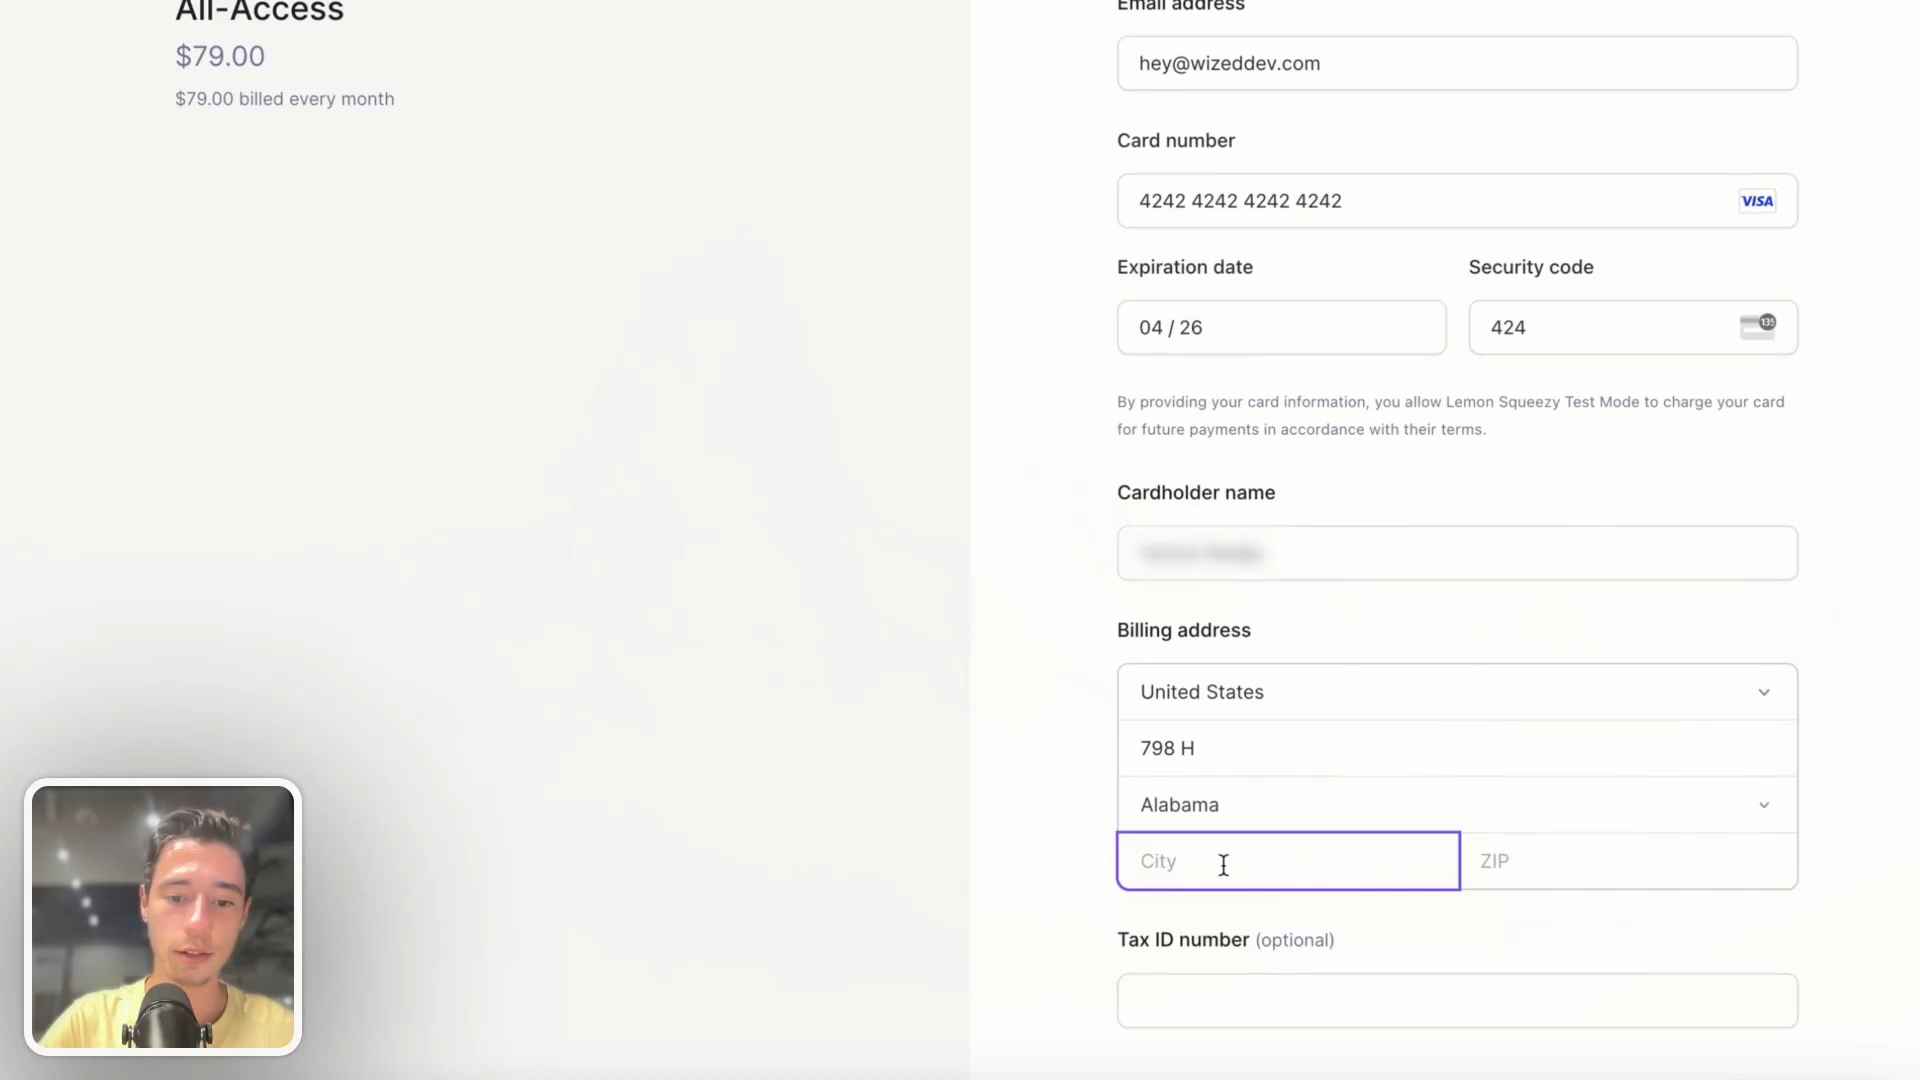 All-Access
$79.00
$79.00 billed every month
Email address
hey@wizeddev.com
Card number
4242 4242 4242 4242
VISA
Expiration date
Security code
04 / 26
424
135
By providing your card information, you allow Lemon Squeezy Test Mode to charge your card
for future payments in accordance with their terms.
Cardholder name
Billing address
United States
798 H
Alabama
City
ZIP
Tax ID number (optional)